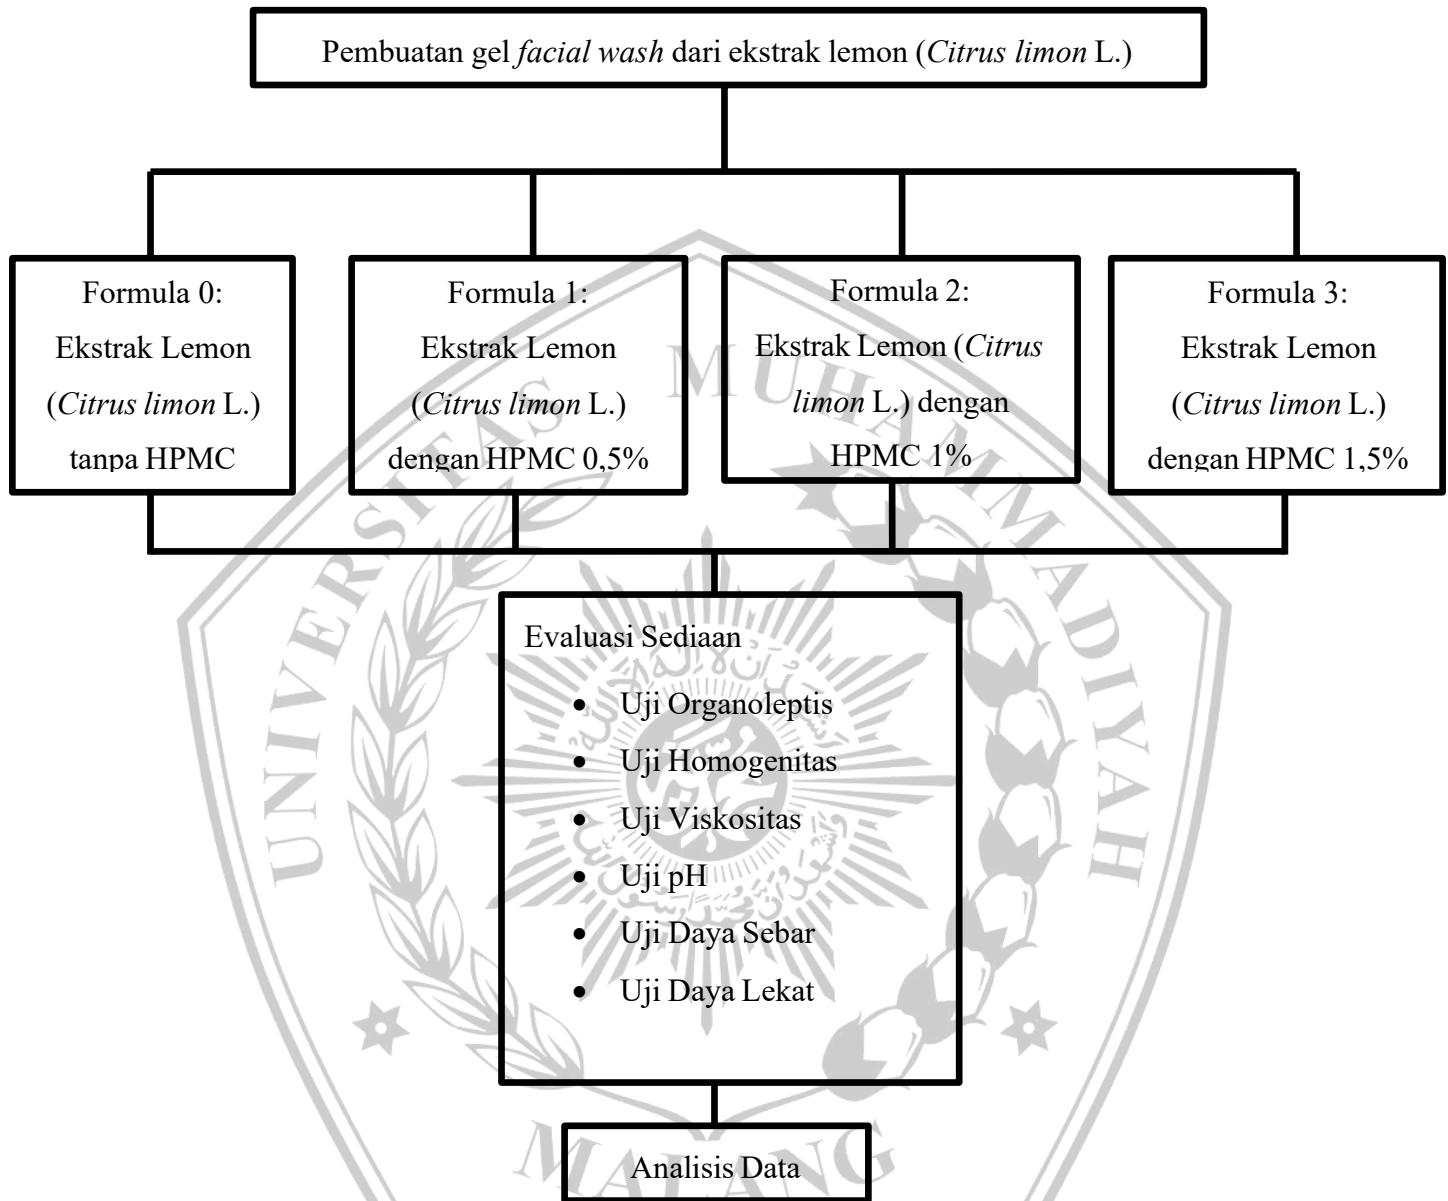 Pembuatan gel facial wash dari ekstrak lemon (Citrus limon L.)
Formula 0:
Ekstrak Lemon
(Citrus limon L.)
tanpa HPMC
Formula 1:
Ekstrak Lemon
(Citrus limon L.)
dengan HPMC 0,5%
Formula 2:
Ekstrak Lemon (Citrus
limon L.) dengan
HPMC 1%
Formula 3:
Ekstrak Lemon
(Citrus limon L.)
dengan HPMC 1,5%
UNIVERSITAS MUHAMMADIYAH
Evaluasi Sediaan
• Uji Organoleptis
• Uji Homogenitas
• Uji Viskositas
• Uji pH
• Uji Daya Sebar
• Uji Daya Lekat
MALANG
Analisis Data